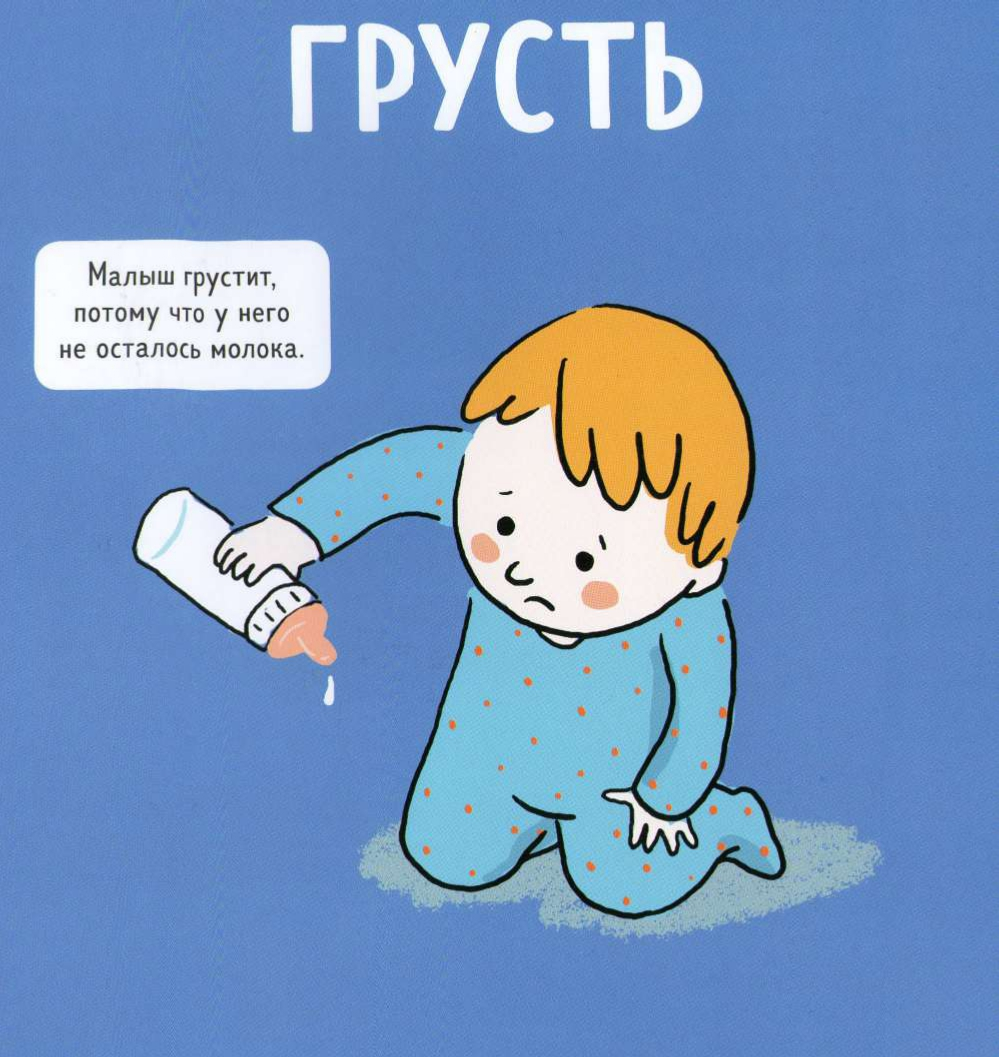 ГРУСТЬ
Малыш грустит,
потому что у него
не осталось молока.